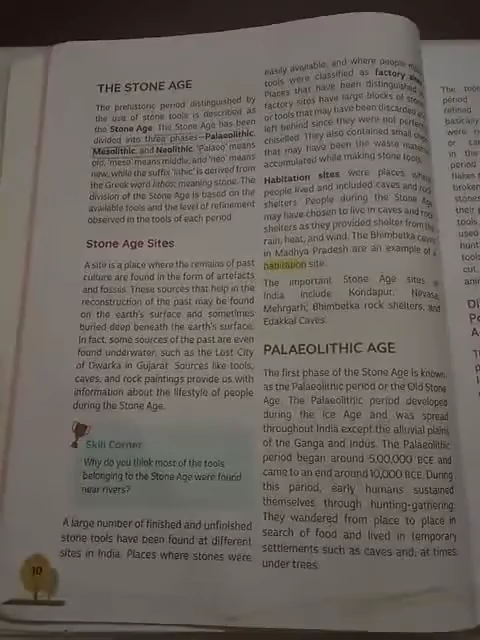 THE STONE AGE
The prehistoric period distinguished by
the use of stone tools is described as
the Stone Age. The Stone Age has been
divided into three phases—Palaeolithic,
Mesolithic, and Neolithic. 'Palaeo' means
old, 'meso' means middle, and 'neo' means
new, while the suffix 'lithic' is derived from
the Greek word lithos, meaning stone. The
division of the Stone Age is based on the
available tools and the level of refinement
observed in the tools of each period.
Stone Age Sites
A site is a place where the remains of past
culture are found in the form of artefacts
and fossils. These sources that help in the
reconstruction of the past may be found
on the earth's surface and sometimes
buried deep beneath the earth's surface.
In fact, some sources of the past are even
found underwater, such as the Lost City
of Dwarka in Gujarat. Sources like tools,
caves, and rock paintings provide us with
information about the lifestyle of people
during the Stone Age.
Skill Corner
Why do you think most of the tools
belonging to the Stone Age were found
near rivers?
A large number of finished and unfinished
stone tools have been found at different
sites in India. Places where stones were
10
easily available, and where people
tools were classified as factory
Places that have been distinguished
factory sites have large blocks of
or tools that may have been discarded
left behind since they were not
chiselled. They also contained small
that may have been the waste
accumulated while making stone tools.
Habitation sites were places
people lived and included caves and
shelters. People during the Stone
may have chosen to live in caves and
shelters as they provided shelter from
rain, heat, and wind. The Bhimbetka
in Madhya Pradesh are an example of
habitation site.
The important Stone Age sites
India include Kondapur, Nevasa,
Mehrgarh, Bhimbetka rock shelters, and
Edakkal Caves.
PALAEOLITHIC AGE
The first phase of the Stone Age is known
as the Palaeolithic period or the Old Stone
Age. The Palaeolithic period developed
during the Ice Age and was spread
throughout India except the alluvial plains
of the Ganga and Indus. The Palaeolithic
period began around 5,00,000 BCE and
came to an end around 10,000 BCE. During
this period, early humans sustained
themselves through hunting-gathering.
They wandered from place to place in
search of food and lived in temporary
settlements such as caves and, at times,
under trees.
The
period
refined
basically
were
or
in the
period
flakes
broken
stones
their
tools
used
hunt
tools
cut,